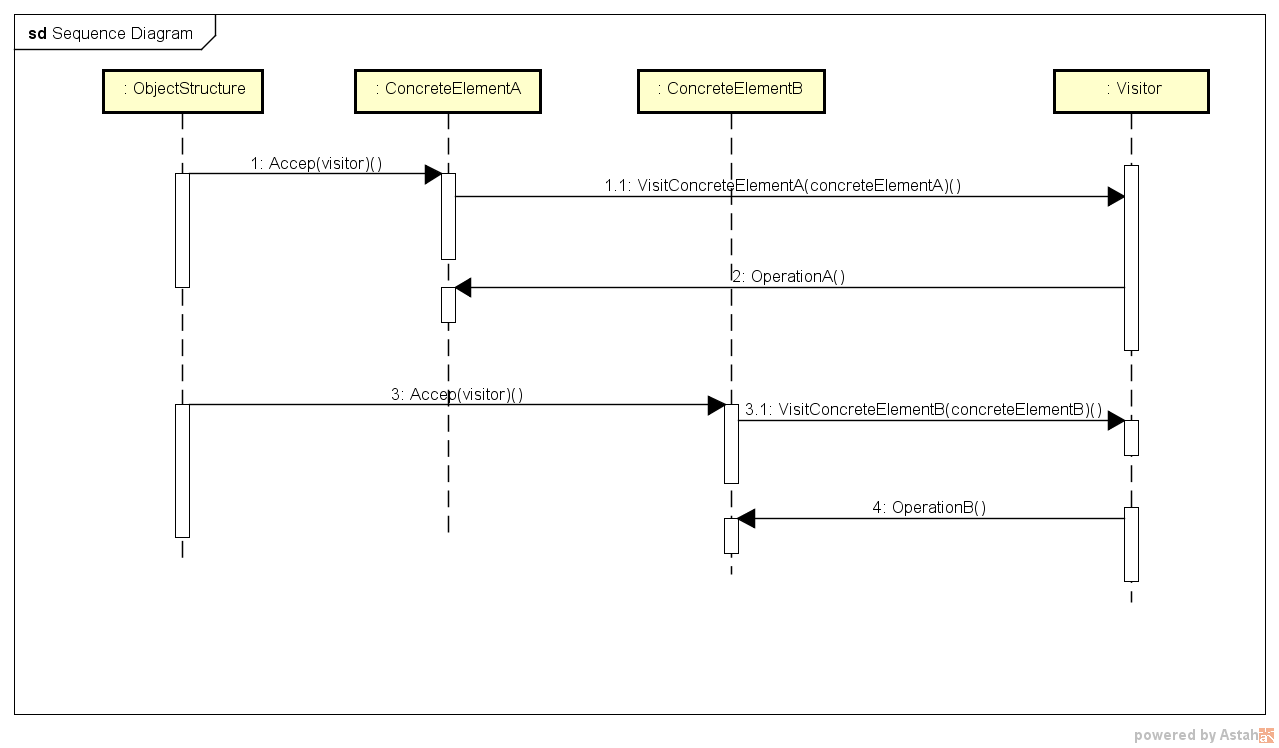 sd Sequence Diagram
: ObjectStructure
: ConcreteElementA
: ConcreteElementB
: Visitor
1: Accep(visitor)()
1.1: VisitConcreteElementA(concreteElementA)()
2: OperationA()
3: Accep(visitor)()
3.1: VisitConcreteElementB(concreteElementB)()
4: OperationB()
powered by Astah